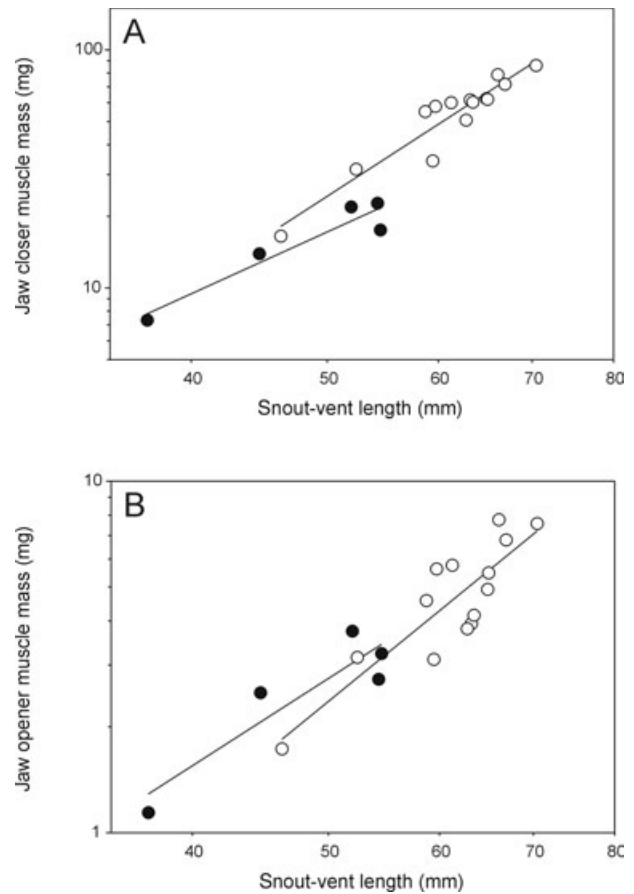 A
100
10
Jaw closer muscle mass (mg)
40 50 60 70 80
Snout-vent length (mm)
B
10
1
Jaw opener muscle mass (mg)
40 50 60 70 80
Snout-vent length (mm)